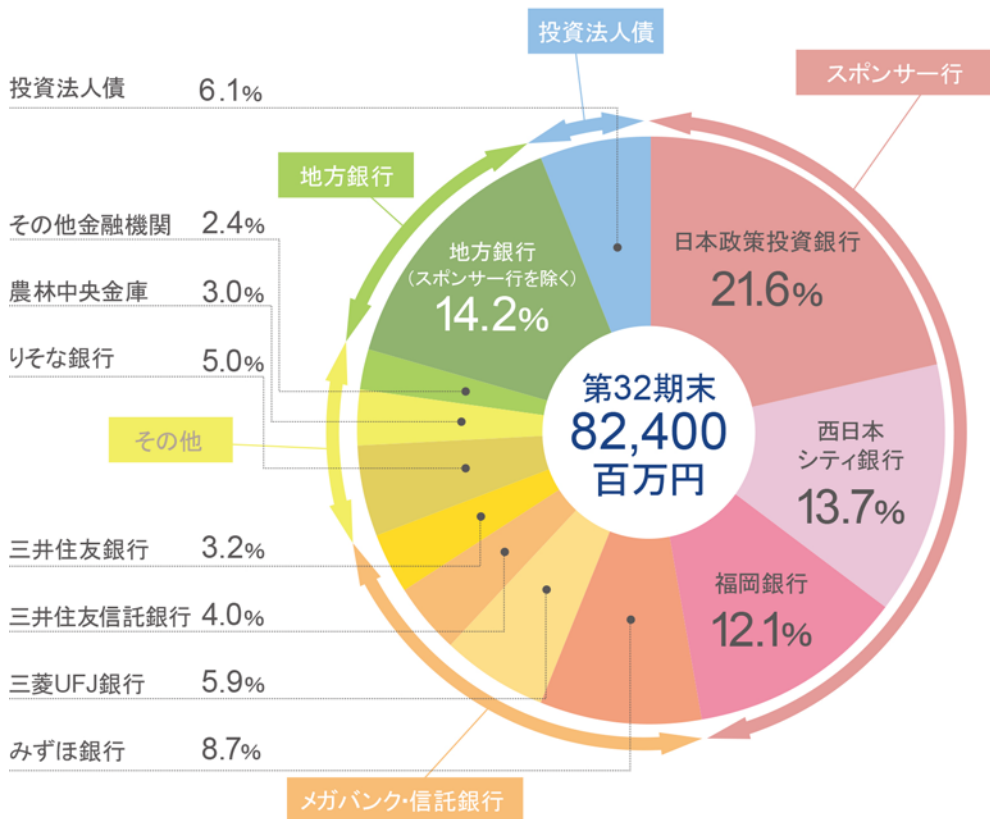 投資法人債
スポンサー行
投資法人債 6.1%
地方銀行
その他金融機関 2.4%
農林中央金庫 3.0%
りそな銀行 5.0%
その他
三井住友銀行 3.2%
三井住友信託銀行 4.0%
三菱UFJ銀行 5.9%
みずほ銀行 8.7%
メガバンク・信託銀行
地方銀行
（スポンサー行を除く）
14.2%
日本政策投資銀行
21.6%
西日本
シティ銀行
13.7%
福岡銀行
12.1%
第32期末
82,400
百万円